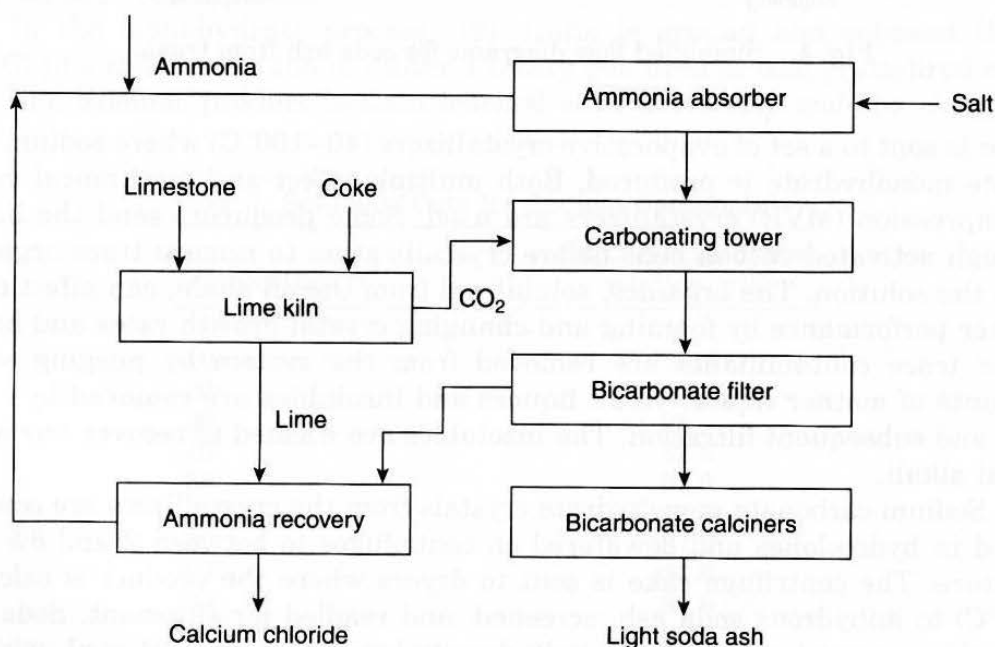 Ammonia
Ammonia absorber
Salt
Limestone
Coke
Carbonating tower
CO2
Lime kiln
Bicarbonate filter
Lime
Ammonia recovery
Bicarbonate calciners
Calcium chloride
Light soda ash